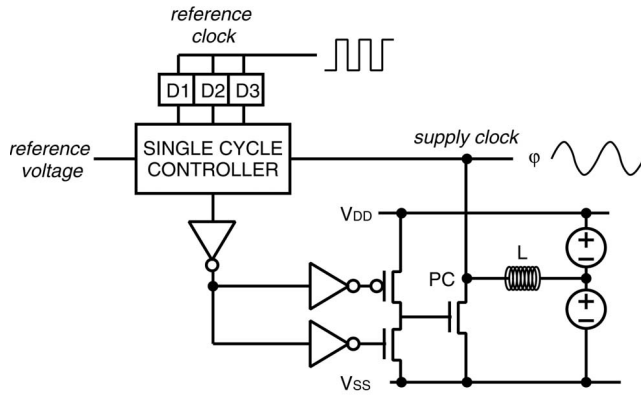 reference
clock
D1 D2 D3
reference
voltage
SINGLE CYCLE
CONTROLLER
supply clock
φ
VDD
L
PC
VSS